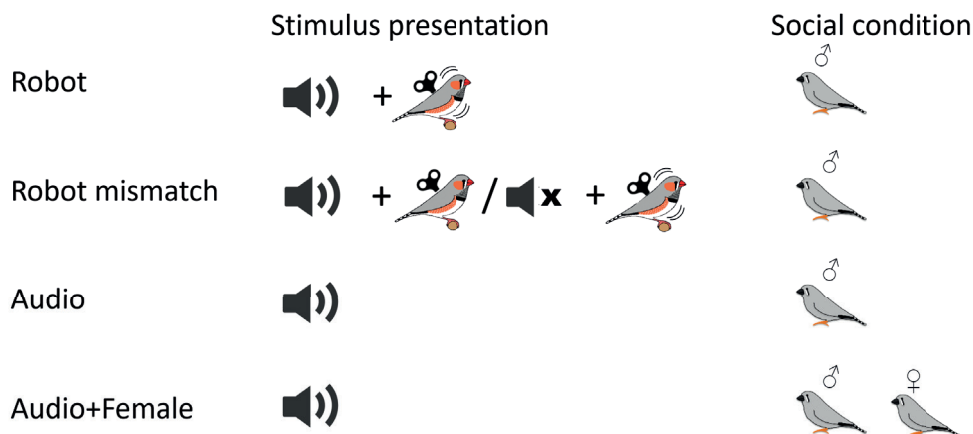 Stimulus presentation Social condition
Robot + ♂
Robot mismatch + / x + ♂
Audio ♂
Audio+Female ♂ ♀